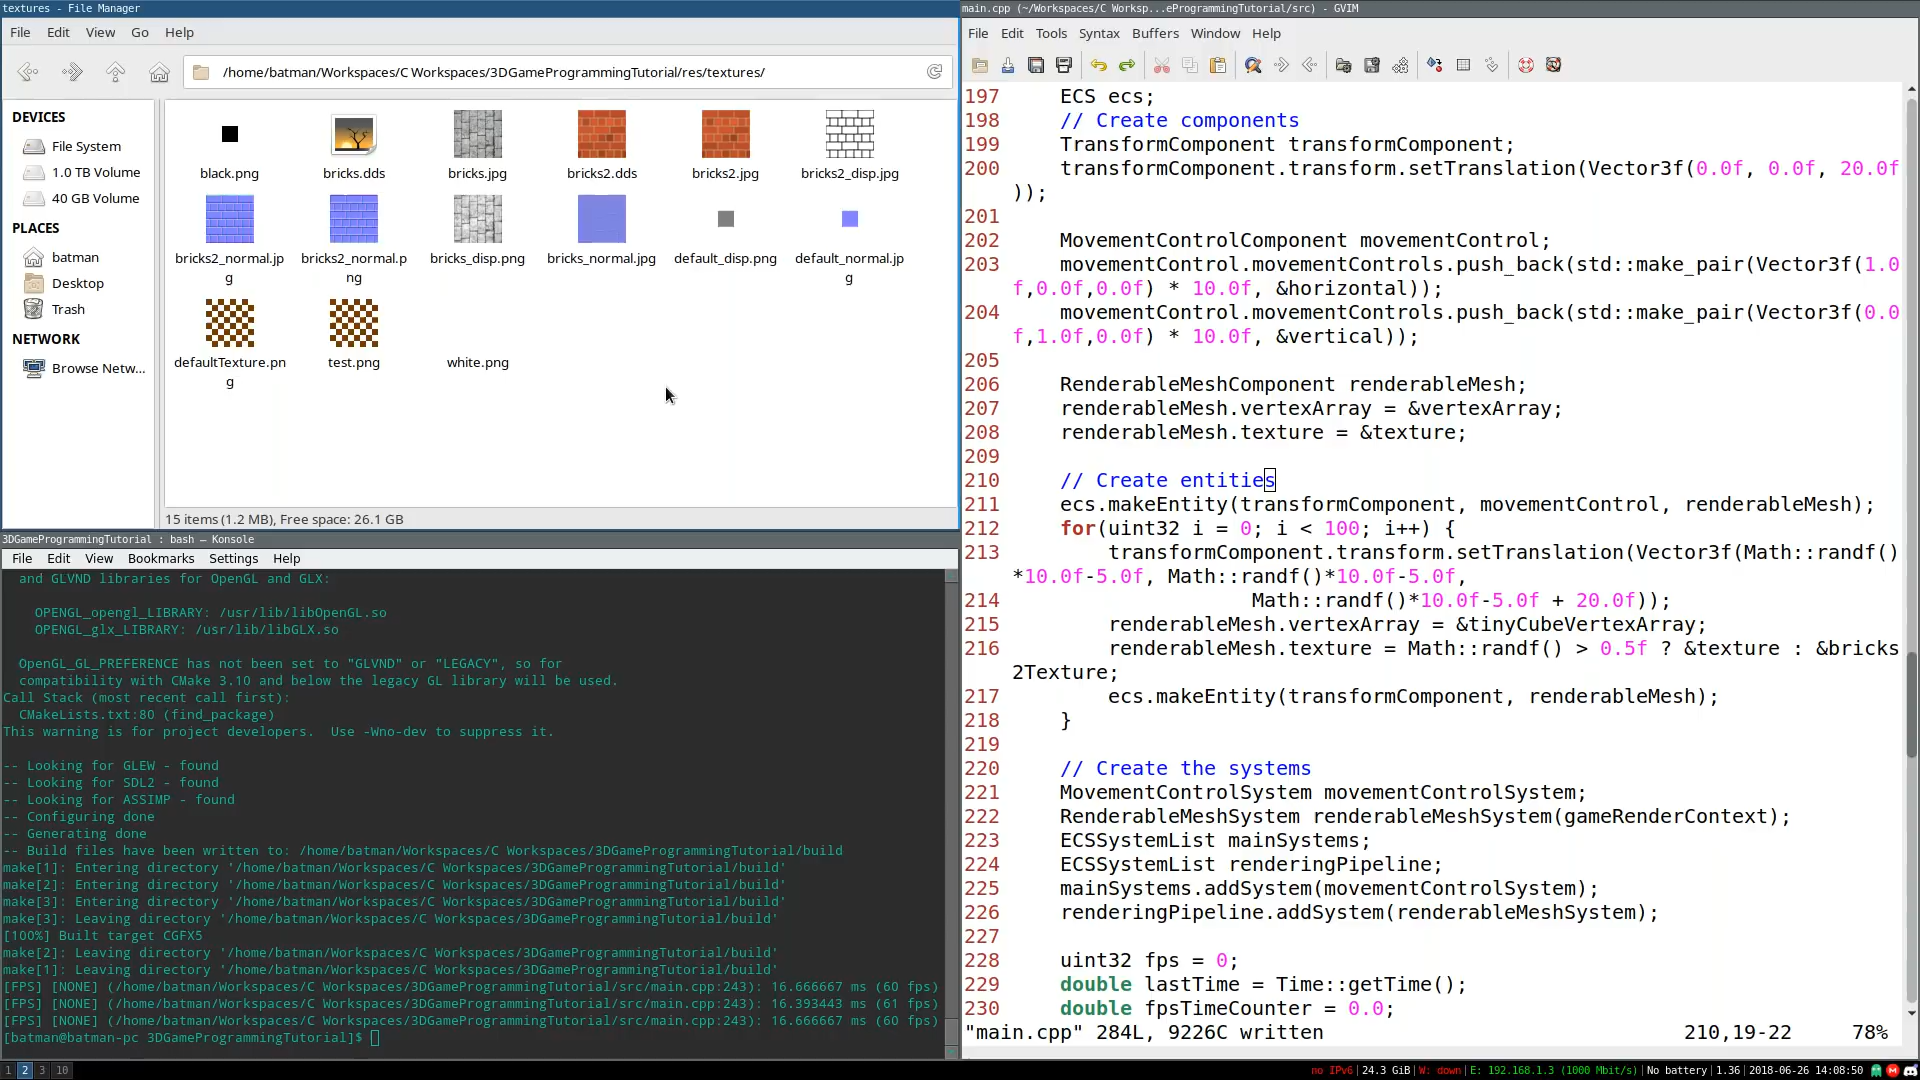 textures - File Manager
File Edit View Go Help
/home/batman/Workspaces/C Workspaces/3DGameProgrammingTutorial/res/textures/
DEVICES
File System
1.0 TB Volume
40 GB Volume
PLACES
batman
Desktop
Trash
NETWORK
Browse Netw...
black.png
bricks.dds
bricks.jpg
bricks2.dds
bricks2.jpg
bricks2_disp.jpg
bricks2_normal.jp
g
bricks2_normal.p
ng
bricks_disp.png
bricks_normal.jpg
default_disp.png
default_normal.jp
g
defaultTexture.pn
g
test.png
white.png
15 items (1.2 MB), Free space: 26.1 GB
3DGameProgrammingTutorial : bash — Konsole
File Edit View Bookmarks Settings Help
and GLVND libraries for OpenGL and GLX:
OPENGL_opengl_LIBRARY: /usr/lib/libOpenGL.so
OPENGL_glx_LIBRARY: /usr/lib/libGLX.so
OpenGL_GL_PREFERENCE has not been set to "GLVND" or "LEGACY", so for
compatibility with CMake 3.10 and below the legacy GL library will be used.
Call Stack (most recent call first):
CMakeLists.txt:80 (find_package)
This warning is for project developers.  Use -Wno-dev to suppress it.
-- Looking for GLEW - found
-- Looking for SDL2 - found
-- Looking for ASSIMP - found
-- Configuring done
-- Generating done
-- Build files have been written to: /home/batman/Workspaces/C Workspaces/3DGameProgrammingTutorial/build
make[1]: Entering directory '/home/batman/Workspaces/C Workspaces/3DGameProgrammingTutorial/build'
make[2]: Entering directory '/home/batman/Workspaces/C Workspaces/3DGameProgrammingTutorial/build'
make[3]: Entering directory '/home/batman/Workspaces/C Workspaces/3DGameProgrammingTutorial/build'
make[3]: Leaving directory '/home/batman/Workspaces/C Workspaces/3DGameProgrammingTutorial/build'
[100%] Built target CGFX5
make[2]: Leaving directory '/home/batman/Workspaces/C Workspaces/3DGameProgrammingTutorial/build'
make[1]: Leaving directory '/home/batman/Workspaces/C Workspaces/3DGameProgrammingTutorial/build'
[FPS] [NONE] (/home/batman/Workspaces/C Workspaces/3DGameProgrammingTutorial/src/main.cpp:243): 16.666667 ms (60 fps)
[FPS] [NONE] (/home/batman/Workspaces/C Workspaces/3DGameProgrammingTutorial/src/main.cpp:243): 16.393443 ms (61 fps)
[FPS] [NONE] (/home/batman/Workspaces/C Workspaces/3DGameProgrammingTutorial/src/main.cpp:243): 16.666667 ms (60 fps)
[batman@batman-pc 3DGameProgrammingTutorial]$
main.cpp (~/Workspaces/C Worksp...eProgrammingTutorial/src) - GVIM
File Edit Tools Syntax Buffers Window Help
197 ECS ecs;
198 // Create components
199 TransformComponent transformComponent;
200 transformComponent.transform.setTranslation(Vector3f(0.0f, 0.0f, 20.0f
));
201
202 MovementControlComponent movementControl;
203 movementControl.movementControls.push_back(std::make_pair(Vector3f(1.0
f,0.0f,0.0f) * 10.0f, &horizontal));
204 movementControl.movementControls.push_back(std::make_pair(Vector3f(0.0
f,1.0f,0.0f) * 10.0f, &vertical));
205
206 RenderableMeshComponent renderableMesh;
207 renderableMesh.vertexArray = &vertexArray;
208 renderableMesh.texture = &texture;
209
210 // Create entities
211 ecs.makeEntity(transformComponent, movementControl, renderableMesh);
212 for(uint32 i = 0; i < 100; i++) {
213 transformComponent.transform.setTranslation(Vector3f(Math::randf()
*10.0f-5.0f, Math::randf()*10.0f-5.0f,
214 Math::randf()*10.0f-5.0f + 20.0f));
215 renderableMesh.vertexArray = &tinyCubeVertexArray;
216 renderableMesh.texture = Math::randf() > 0.5f ? &texture : &bricks
2Texture;
217 ecs.makeEntity(transformComponent, renderableMesh);
218 }
219
220 // Create the systems
221 MovementControlSystem movementControlSystem;
222 RenderableMeshSystem renderableMeshSystem(gameRenderContext);
223 ECSSystemList mainSystems;
224 ECSSystemList renderingPipeline;
225 mainSystems.addSystem(movementControlSystem);
226 renderingPipeline.addSystem(renderableMeshSystem);
227
228 uint32 fps = 0;
229 double lastTime = Time::getTime();
230 double fpsTimeCounter = 0.0;
"main.cpp" 284L, 9226C written 210,19-22 78%
1 2 3 10
no IPv6|24.3 GiB|W: down|E: 192.168.1.3 (1000 Mbit/s)|No battery|1.36|2018-06-26 14:08:50